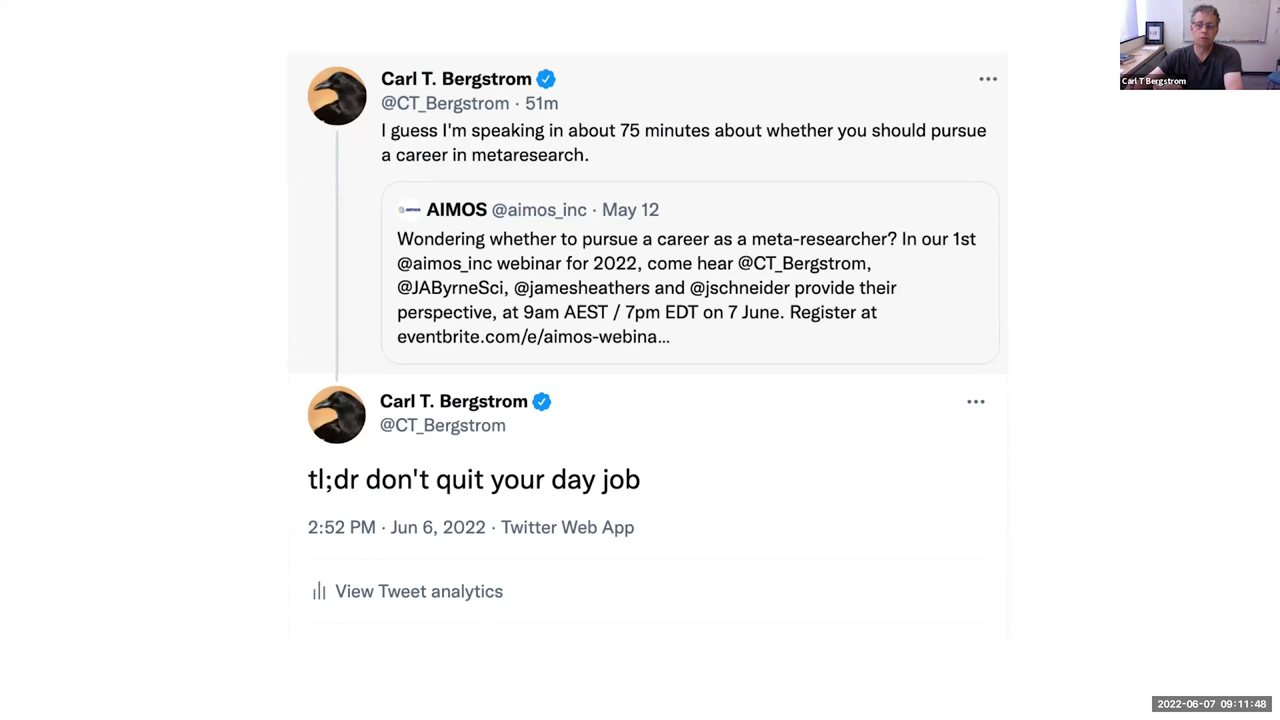 Carl T. Bergstrom
@CT_Bergstrom · 51m
I guess I'm speaking in about 75 minutes about whether you should pursue
a career in metaresearch.
AIMOS @aimos_inc · May 12
Wondering whether to pursue a career as a meta-researcher? In our 1st
@aimos_inc webinar for 2022, come hear @CT_Bergstrom,
@JAByrneSci, @jamesheathers and @jschneider provide their
perspective, at 9am AEST / 7pm EDT on 7 June. Register at
eventbrite.com/e/aimos-webina...
Carl T. Bergstrom
@CT_Bergstrom
tl;dr don't quit your day job
2:52 PM · Jun 6, 2022 · Twitter Web App
View Tweet analytics
Carl T Bergstrom
2022-06-07 09:11:48